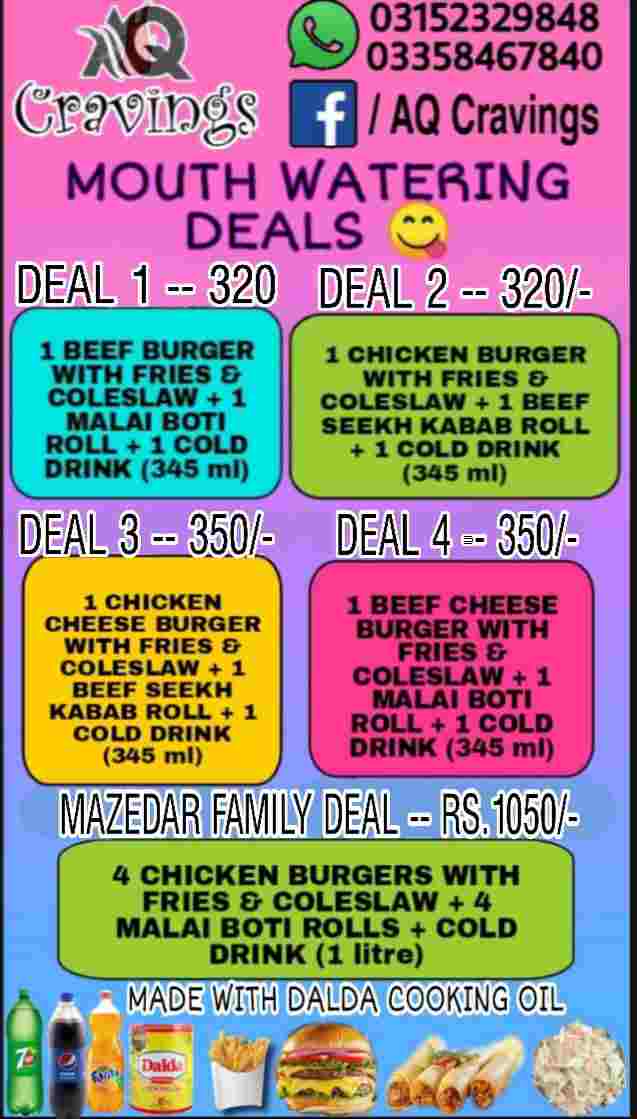 AQ
Cravings
03152329848
03358467840
f / AQ Cravings
MOUTH WATERING
DEALS
DEAL 1 -- 320
1 BEEF BURGER
WITH FRIES &
COLESLAW + 1
MALAI BOTI
ROLL + 1 COLD
DRINK (345 ml)
DEAL 2 -- 320/-
1 CHICKEN BURGER
WITH FRIES &
COLESLAW + 1 BEEF
SEEKH KABAB ROLL
+ 1 COLD DRINK
(345 ml)
DEAL 3 -- 350/-
1 CHICKEN
CHEESE BURGER
WITH FRIES &
COLESLAW + 1
BEEF SEEKH
KABAB ROLL + 1
COLD DRINK
(345 ml)
DEAL 4 -- 350/-
1 BEEF CHEESE
BURGER WITH
FRIES &
COLESLAW + 1
MALAI BOTI
ROLL + 1 COLD
DRINK (345 ml)
MAZEDAR FAMILY DEAL -- RS.1050/-
4 CHICKEN BURGERS WITH
FRIES & COLESLAW + 4
MALAI BOTI ROLLS + COLD
DRINK (1 litre)
MADE WITH DALDA COOKING OIL
7
pepsi
FANTA
Dalda